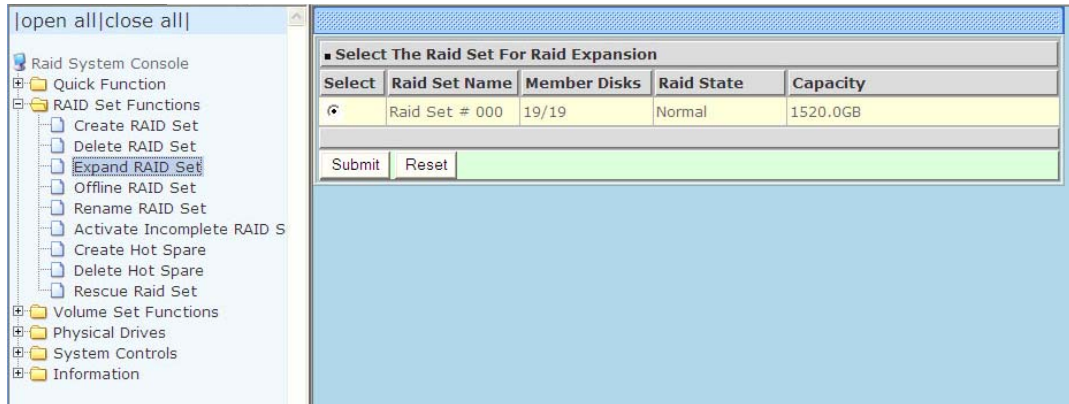 |open all|close all|
Raid System Console
Quick Function
RAID Set Functions
Create RAID Set
Delete RAID Set
Expand RAID Set
Offline RAID Set
Rename RAID Set
Activate Incomplete RAID S
Create Hot Spare
Delete Hot Spare
Rescue Raid Set
Volume Set Functions
Physical Drives
System Controls
Information
Select The Raid Set For Raid Expansion
Select Raid Set Name Member Disks Raid State Capacity
Raid Set # 000 19/19 Normal 1520.0GB
Submit Reset